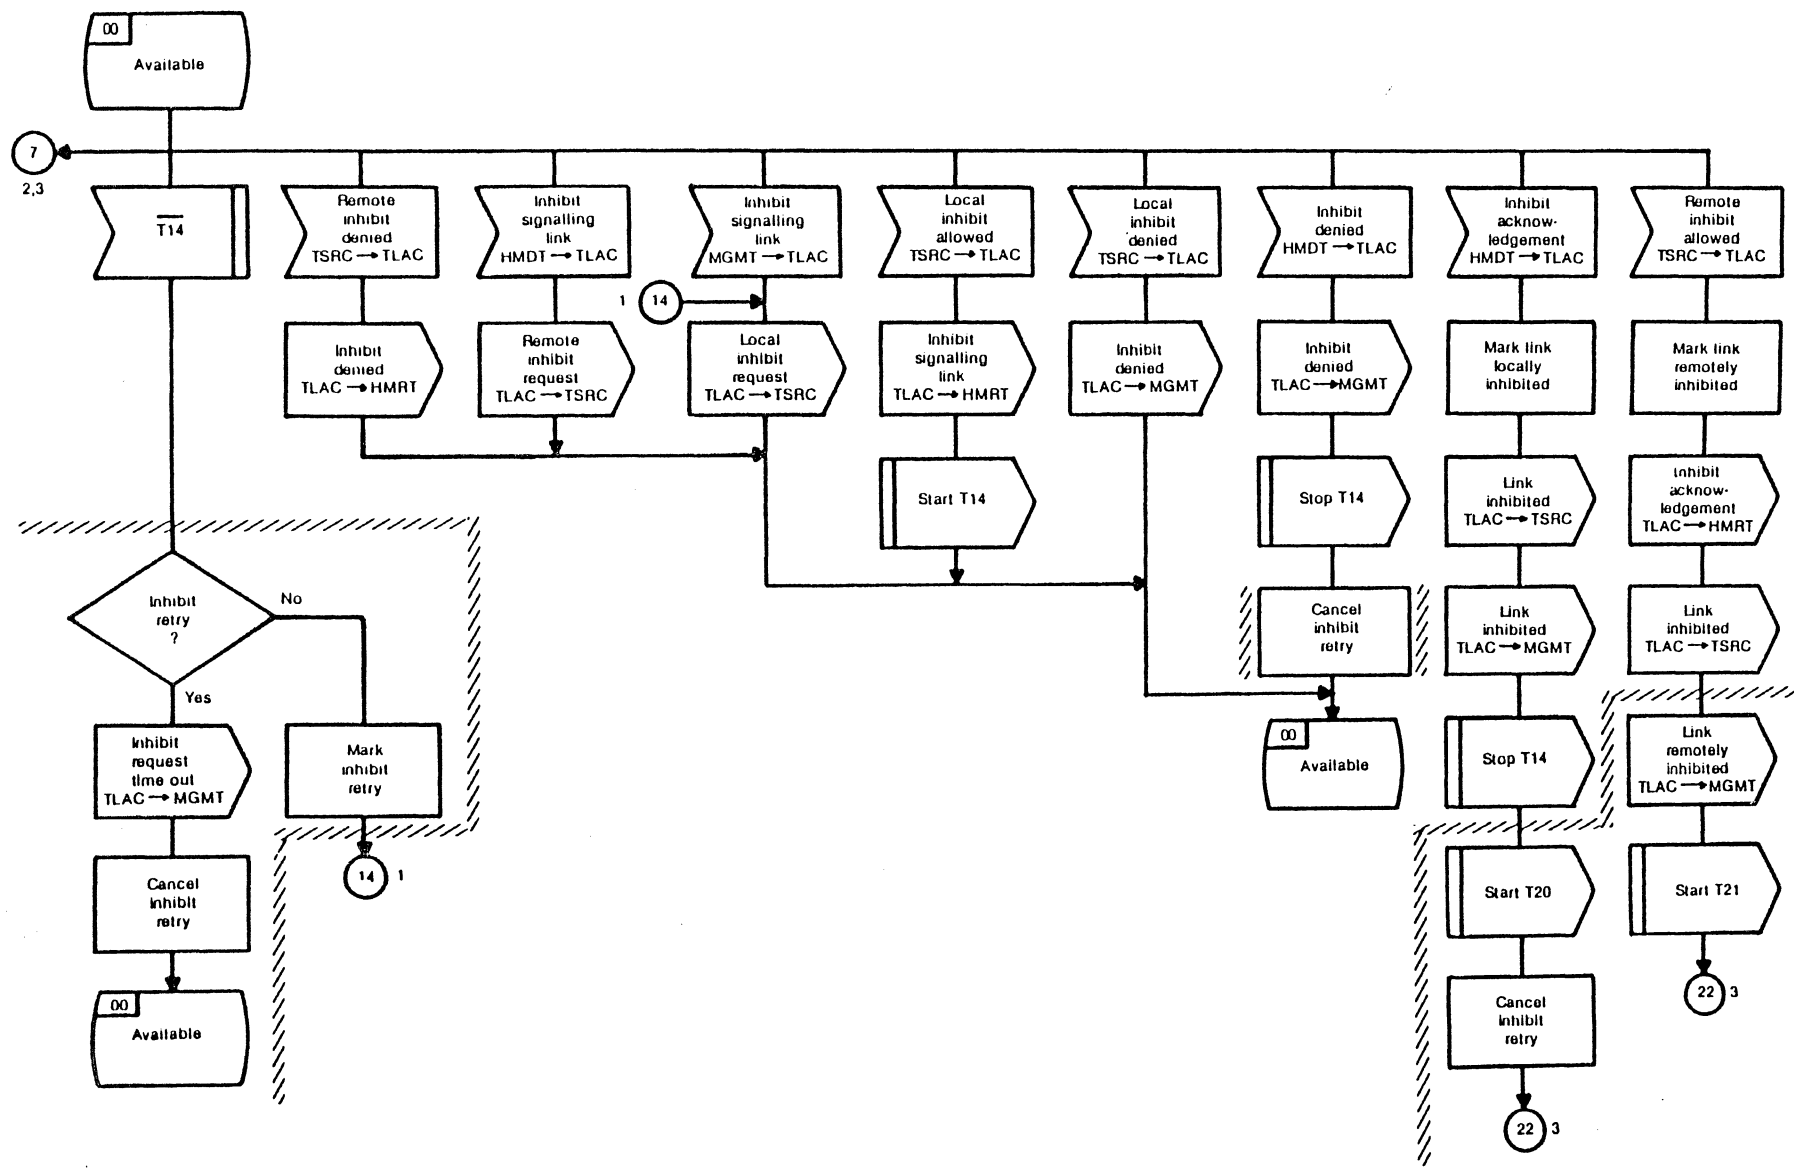 00
Available
7
2,3
T14
Remote
inhibit
denied
TSRC → TLAC
Inhibit
signalling
link
HMDT → TLAC
Inhibit
signalling
link
MGMT → TLAC
Local
inhibit
allowed
TSRC → TLAC
Local
inhibit
denied
TSRC → TLAC
Inhibit
denied
HMDT → TLAC
Inhibit
acknow-
ledgement
HMDT → TLAC
Remote
inhibit
allowed
TSRC → TLAC
1
14
Inhibit
denied
TLAC → HMRT
Remote
inhibit
request
TLAC → TSRC
Local
inhibit
request
TLAC → TSRC
Inhibit
signalling
link
TLAC → HMRT
Inhibit
denied
TLAC → MGMT
Inhibit
denied
TLAC → MGMT
Mark link
locally
inhibited
Mark link
remotely
inhibited
Start T14
Stop T14
Link
inhibited
TLAC → TSRC
Inhibit
acknow-
ledgement
TLAC → HMRT
Inhibit
retry
?
No
Yes
Cancel
inhibit
retry
Link
inhibited
TLAC → MGMT
Link
inhibited
TLAC → TSRC
Inhibit
request
time out
TLAC → MGMT
Mark
inhibit
retry
00
Available
Stop T14
Link
remotely
inhibited
TLAC → MGMT
Cancel
inhibit
retry
14
1
Start T20
Start T21
00
Available
Cancel
inhibit
retry
22
3
22
3